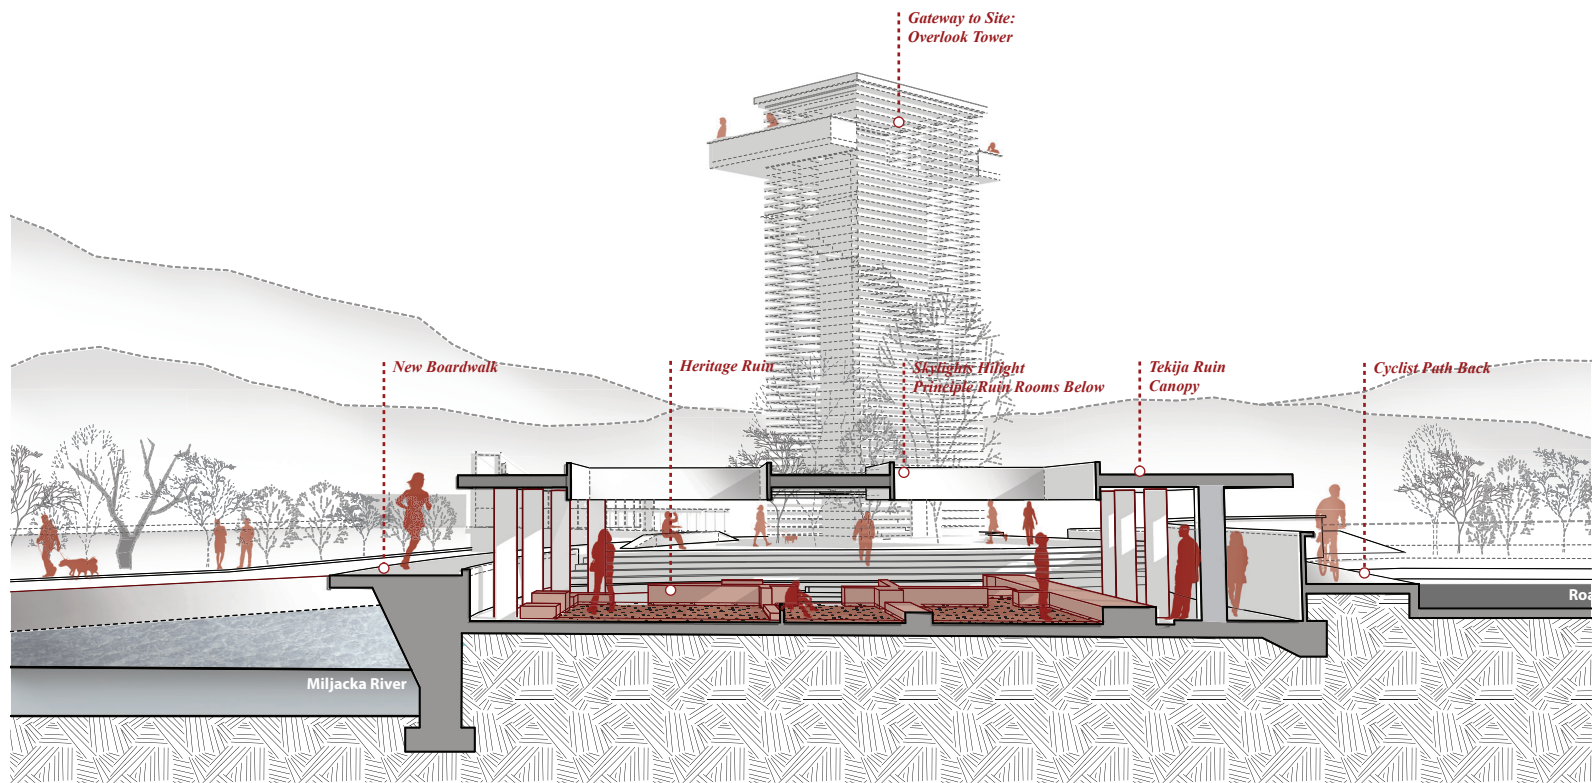 Gateway to Site:
Overlook Tower
New Boardwalk
Heritage Ruin
Skylights Hilight
Principle Ruin Rooms Below
Tekija Ruin
Canopy
Cyclist Path Back
Roa
Miljacka River